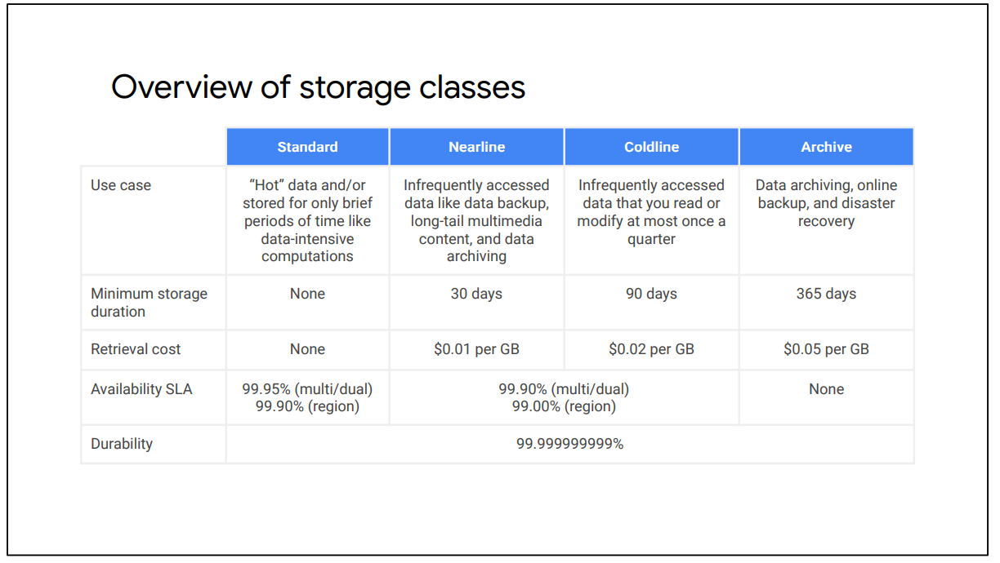 Overview of storage classes
Standard
Nearline
Coldline
Archive
Use case
“Hot” data and/or
stored for only brief
periods of time like
data-intensive
computations
Infrequently accessed
data like data backup,
long-tail multimedia
content, and data
archiving
Infrequently accessed
data that you read or
modify at most once a
quarter
Data archiving, online
backup, and disaster
recovery
Minimum storage
duration
None
30 days
90 days
365 days
Retrieval cost
None
$0.01 per GB
$0.02 per GB
$0.05 per GB
Availability SLA
99.95% (multi/dual)
99.90% (region)
99.90% (multi/dual)
99.00% (region)
None
Durability
99.999999999%